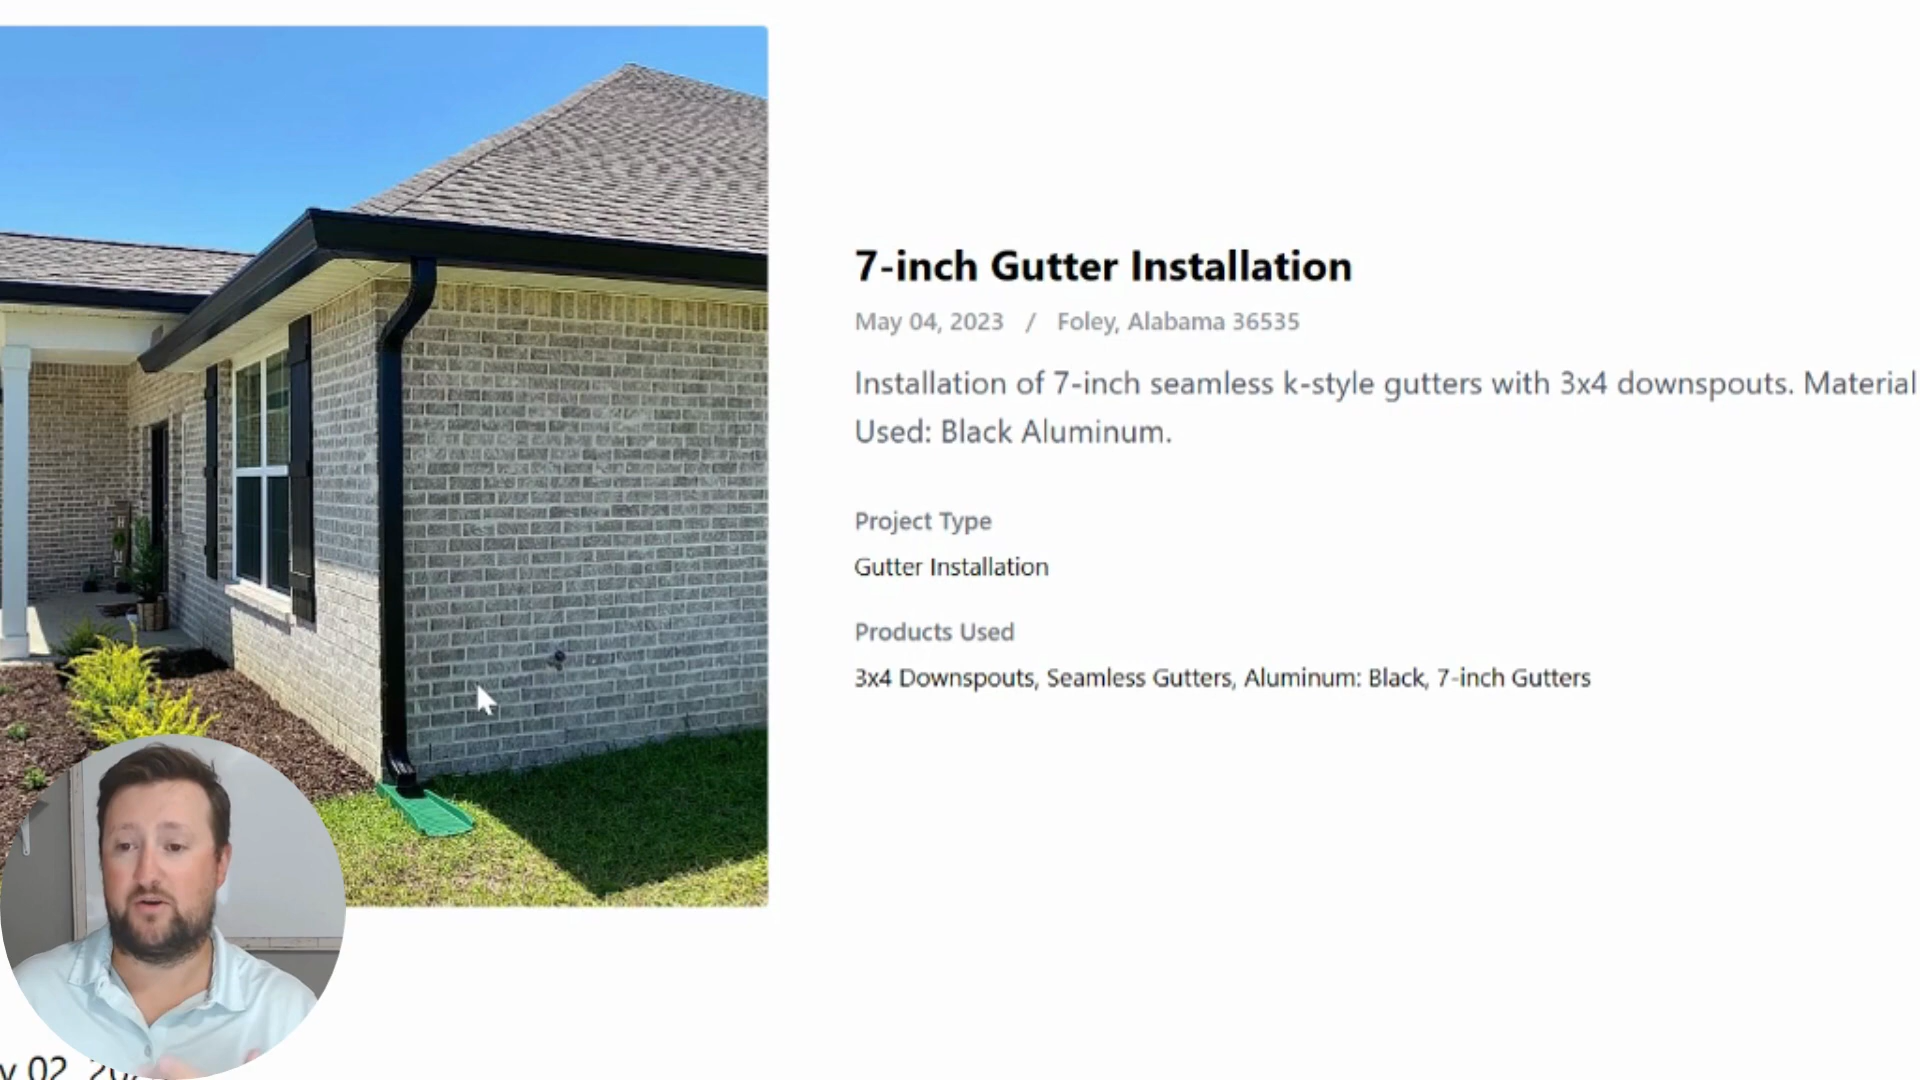 7-inch Gutter Installation
May 04, 2023 / Foley, Alabama 36535
Installation of 7-inch seamless k-style gutters with 3x4 downspouts. Material
Used: Black Aluminum.
Project Type
Gutter Installation
Products Used
3x4 Downspouts, Seamless Gutters, Aluminum: Black, 7-inch Gutters
02,